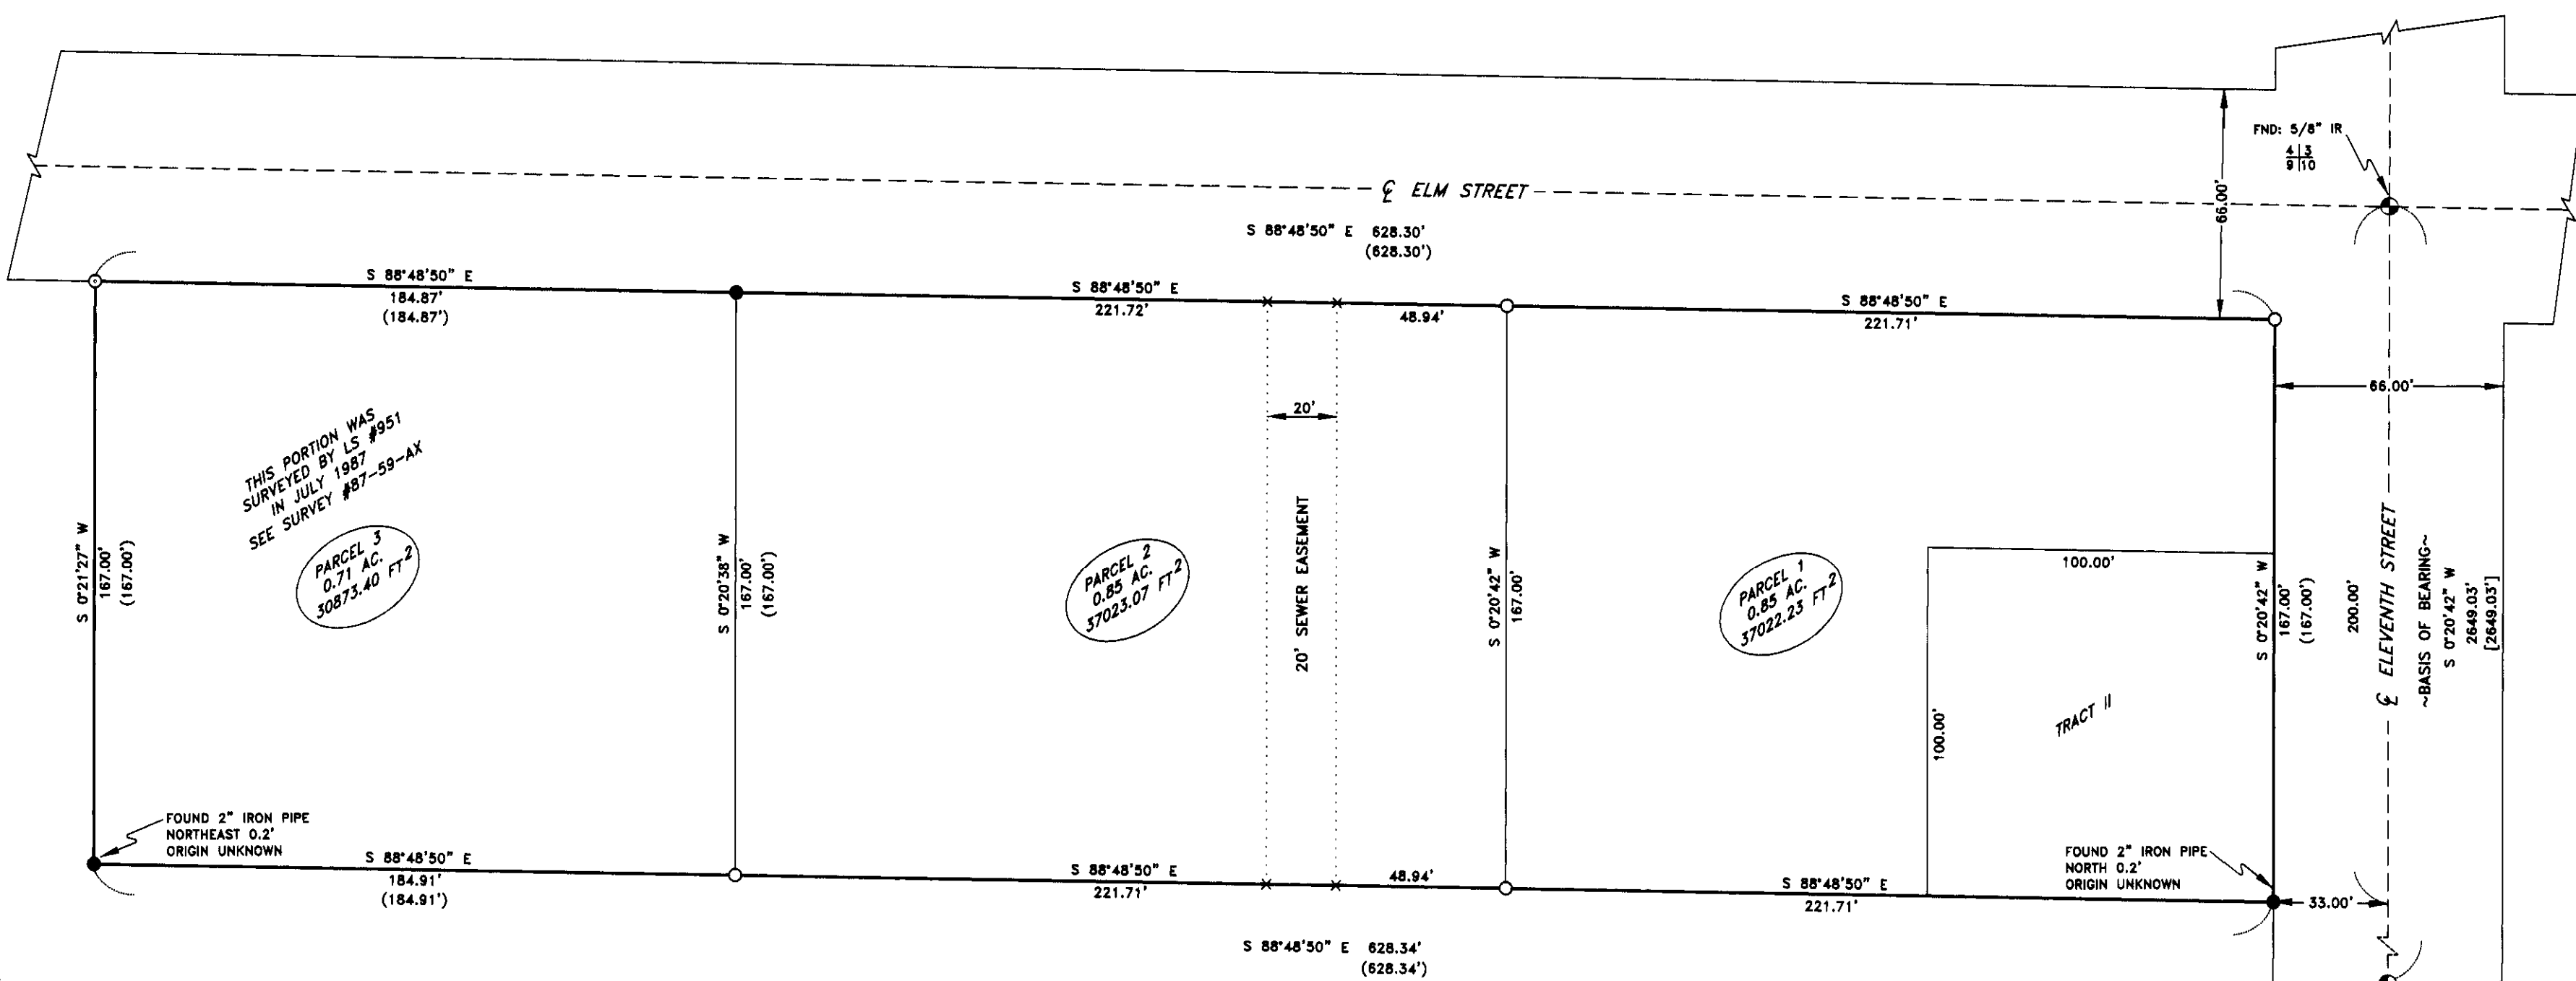 FND: 5/8" IR
4 3
9 10
℄ ELM STREET
66.00'
S 88°48'50" E 628.30'
(628.30')
S 88°48'50" E
184.87'
(184.87')
S 88°48'50" E
221.72'
48.94'
S 88°48'50" E
221.71'
66.00'
20'
THIS PORTION WAS
SURVEYED BY LS #951
IN JULY 1987
SEE SURVEY #87-59-AX
S 0°21'27" W
167.00'
(167.00')
PARCEL 3
0.71 AC.
30873.40 FT2
S 0°20'38" W
167.00'
(167.00')
PARCEL 2
0.85 AC.
37023.07 FT2
20' SEWER EASEMENT
S 0°20'42" W
167.00'
PARCEL 1
0.85 AC.
37022.23 FT2
100.00'
100.00'
TRACT II
S 0°20'42" W
167.00'
(167.00')
200.00'
℄ ELEVENTH STREET
~BASIS OF BEARING~
S 0°20'42" W
2649.03'
[2649.03']
FOUND 2" IRON PIPE
NORTHEAST 0.2'
ORIGIN UNKNOWN
S 88°48'50" E
184.91'
(184.91')
S 88°48'50" E
221.71'
48.94'
S 88°48'50" E
221.71'
FOUND 2" IRON PIPE
NORTH 0.2'
ORIGIN UNKNOWN
33.00'
S 88°48'50" E 628.34'
(628.34')